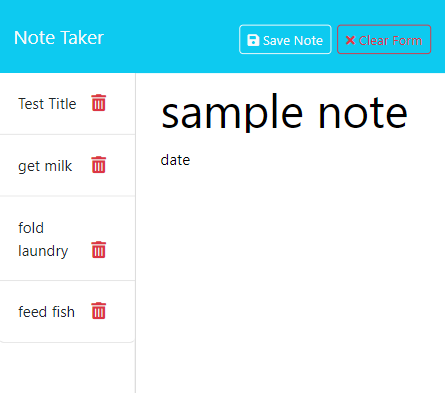 Note Taker
Save Note
Clear Form
Test Title
get milk
fold
laundry
feed fish
sample note
date